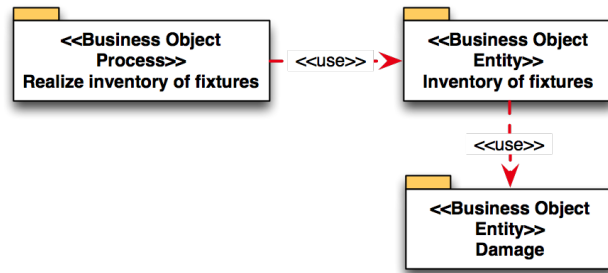 <<Business Object
Process>>
Realize inventory of fixtures
<<use>>
<<Business Object
Entity>>
Inventory of fixtures
<<use>>
<<Business Object
Entity>>
Damage